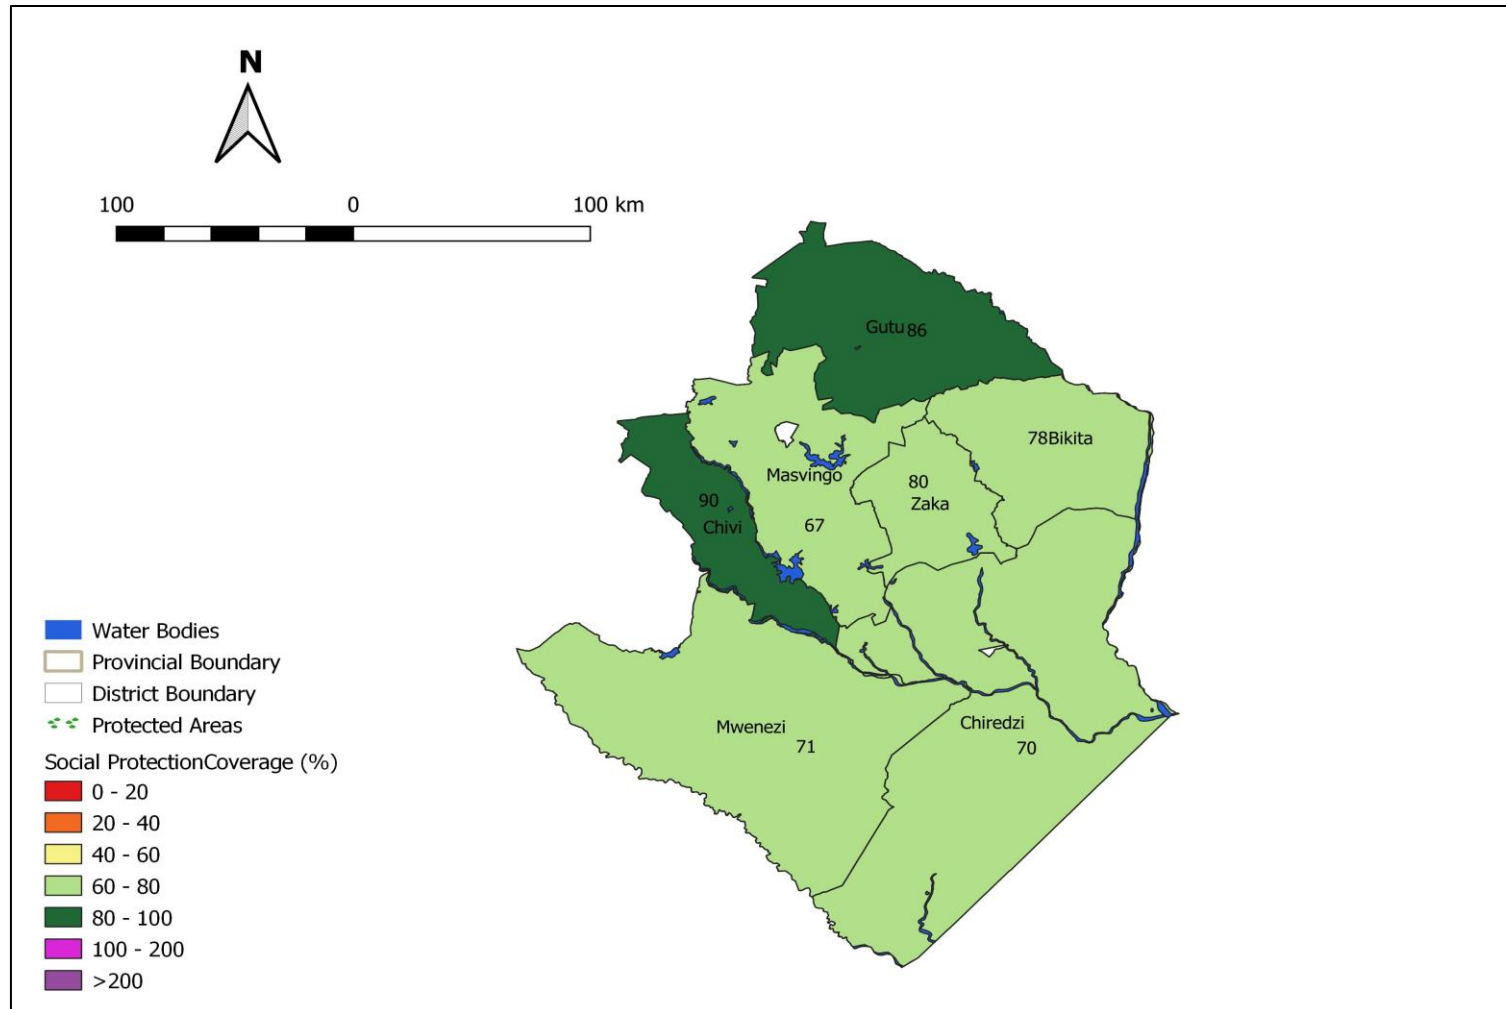 N
100 0 100 km
Gutu 86
78Bikita
Masvingo
80
Zaka
90
Chivi
67
Mwenezi
71
Chiredzi
70
Water Bodies
Provincial Boundary
District Boundary
Protected Areas
Social ProtectionCoverage (%)
0 - 20
20 - 40
40 - 60
60 - 80
80 - 100
100 - 200
>200